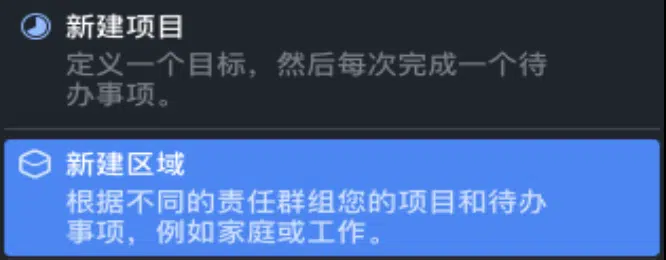 新建项目
定义一个目标，然后每次完成一个待
办事项。
新建区域
根据不同的责任群组您的项目和待办
事项，例如家庭或工作。